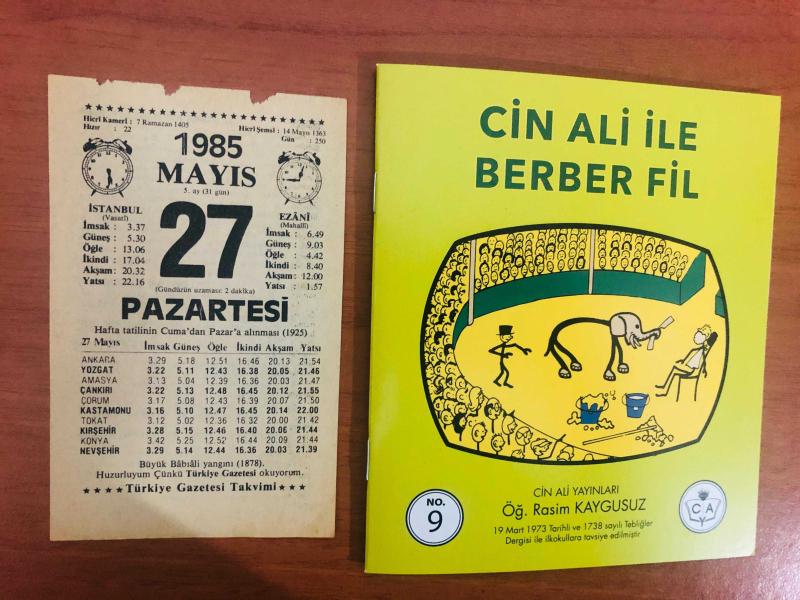 Hicrî Kamerî : 7 Ramazan 1405
Hızır : 22
Hicrî Şemsî : 14 Mayıs 1363
Gün : 250
1985
MAYIS
5. ay (31 gün)
27
İSTANBUL
(Vasatî)
İmsak : 3.37
Güneş : 5.30
Öğle : 13.06
İkindi : 17.04
Akşam : 20.32
Yatsı : 22.16
EZANÎ
(Mahallî)
İmsak : 6.49
Güneş : 9.03
Öğle : 4.42
İkindi : 8.40
Akşam: 12.00
Yatsı : 1.57
(Gündüzün uzaması: 2 dakîka)
PAZARTESİ
Hafta tatilinin Cuma'dan Pazar'a alınması (1925)
27 Mayıs İmsak Güneş Öğle İkindi Akşam Yatsı
ANKARA 3.29 5.18 12.51 16.46 20.13 21.54
YOZGAT 3.22 5.11 12.43 16.38 20.05 21.46
AMASYA 3.13 5.04 12.39 16.36 20.03 21.47
ÇANKIRI 3.22 5.13 12.48 16.45 20.12 21.55
ÇORUM 3.17 5.08 12.43 16.39 20.07 21.50
KASTAMONU 3.16 5.10 12.47 16.45 20.14 22.00
TOKAT 3.12 5.02 12.36 16.32 20.00 21.42
KIRŞEHİR 3.28 5.15 12.46 16.40 20.06 21.44
KONYA 3.42 5.25 12.52 16.44 20.09 21.44
NEVŞEHİR 3.29 5.14 12.44 16.36 20.03 21.39
Büyük Bâbıâli yangını (1878).
Huzurluyum Çünkü Türkiye Gazetesi okuyorum.
★★★★ Türkiye Gazetesi Takvimi ★★★
CİN ALİ İLE
BERBER FİL
NO.
9
CİN ALİ YAYINLARI
Öğ. Rasim KAYGUSUZ
19 Mart 1973 Tarihli ve 1738 sayılı Tebliğler
Dergisi ile ilkokullara tavsiye edilmiştir
C A Y